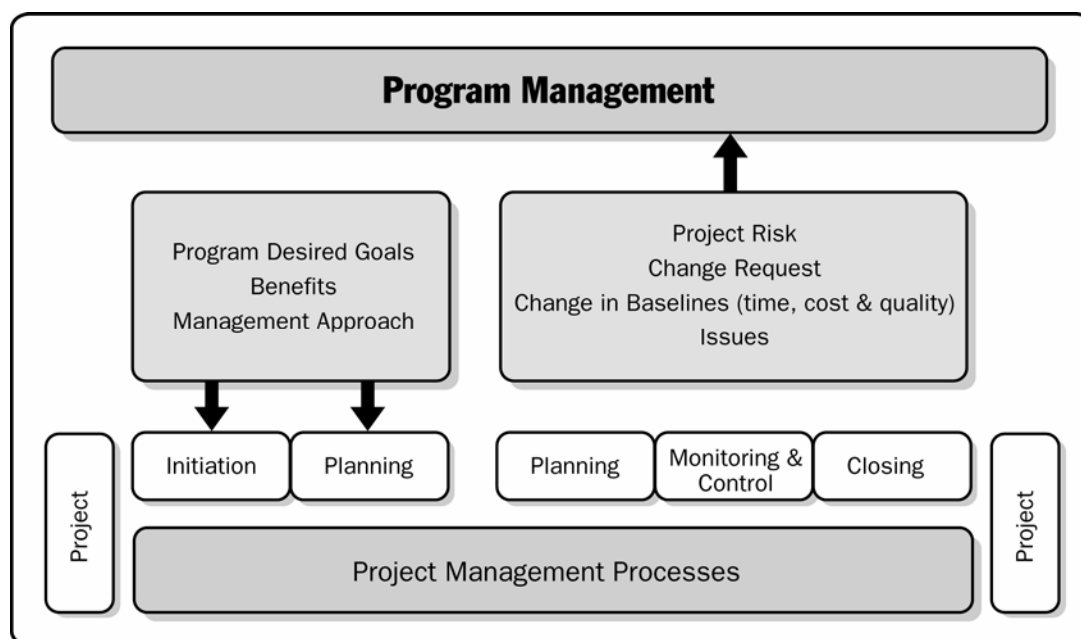 Program Management
Program Desired Goals
Benefits
Management Approach
Project Risk
Change Request
Change in Baselines (time, cost & quality)
Issues
Project
Initiation
Planning
Planning
Monitoring &
Control
Closing
Project
Project Management Processes